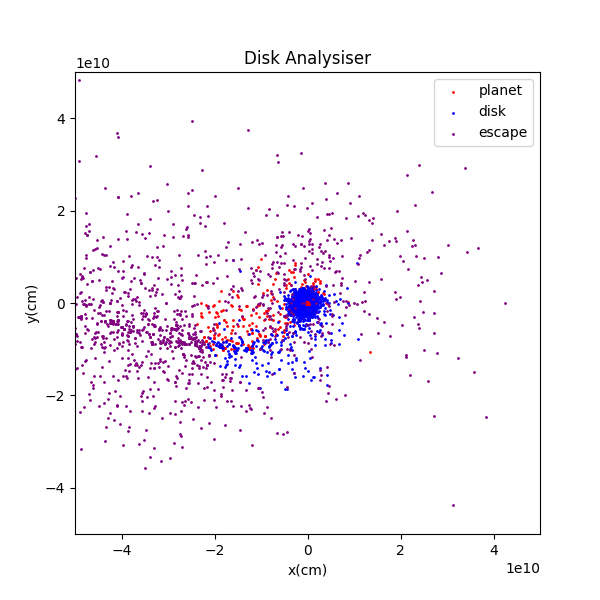 Disk Analysiser
1e10
planet
disk
escape
4
2
0
−2
−4
y(cm)
−4
−2
0
2
4
x(cm)
1e10